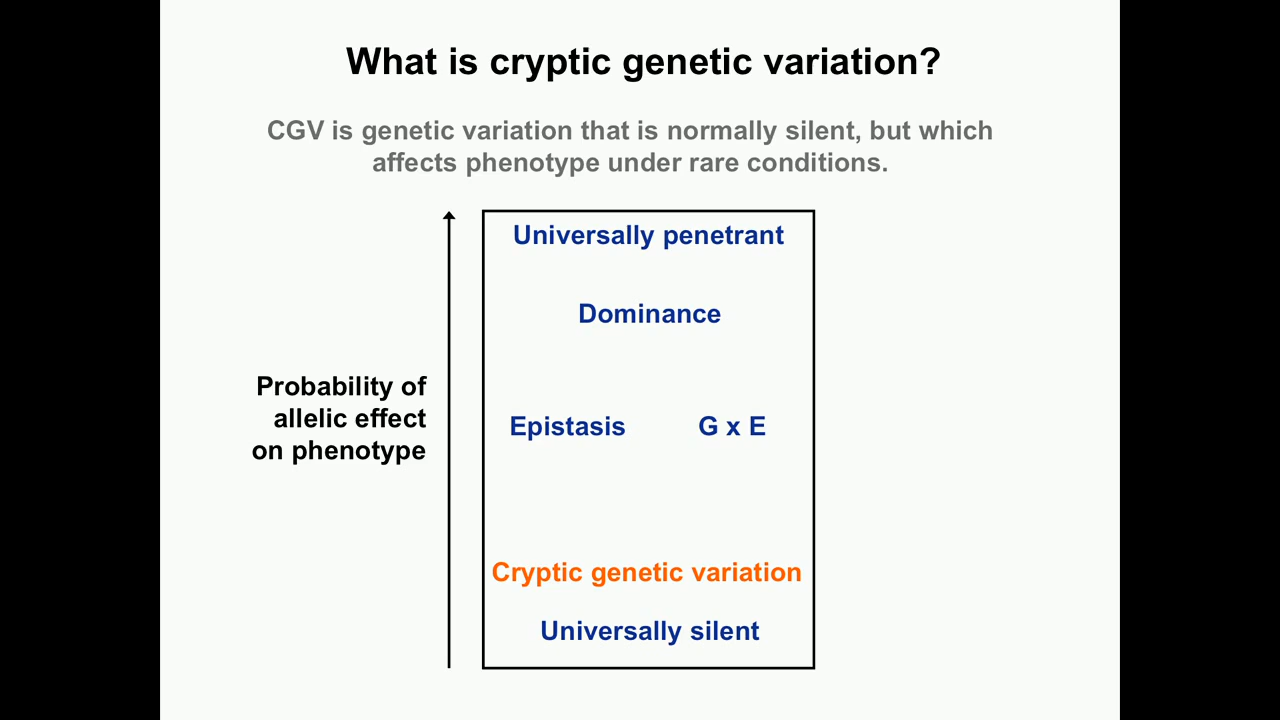 What is cryptic genetic variation?
CGV is genetic variation that is normally silent, but which
affects phenotype under rare conditions.
Universally penetrant
Dominance
Probability of
allelic effect
on phenotype
Epistasis
G x E
Cryptic genetic variation
Universally silent